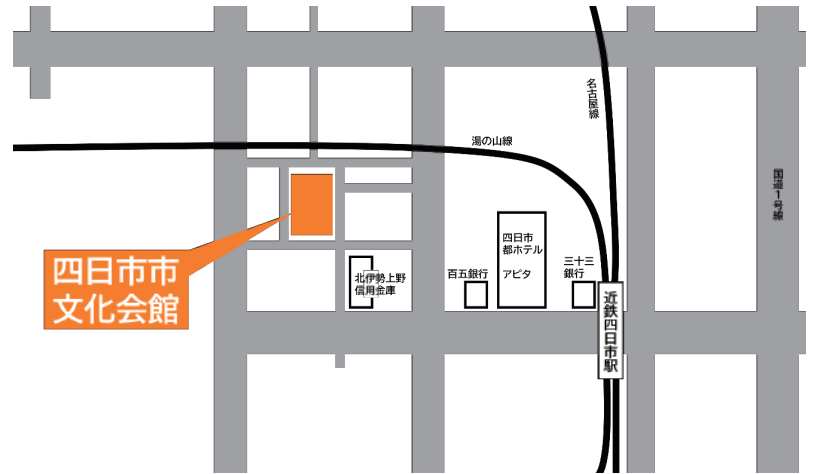 名古屋線
湯の山線
国道1号線
四日市
都ホテル
アピタ
三十三
銀行
百五銀行
北伊勢上野
信用金庫
四日市市
文化会館
近鉄四日市駅